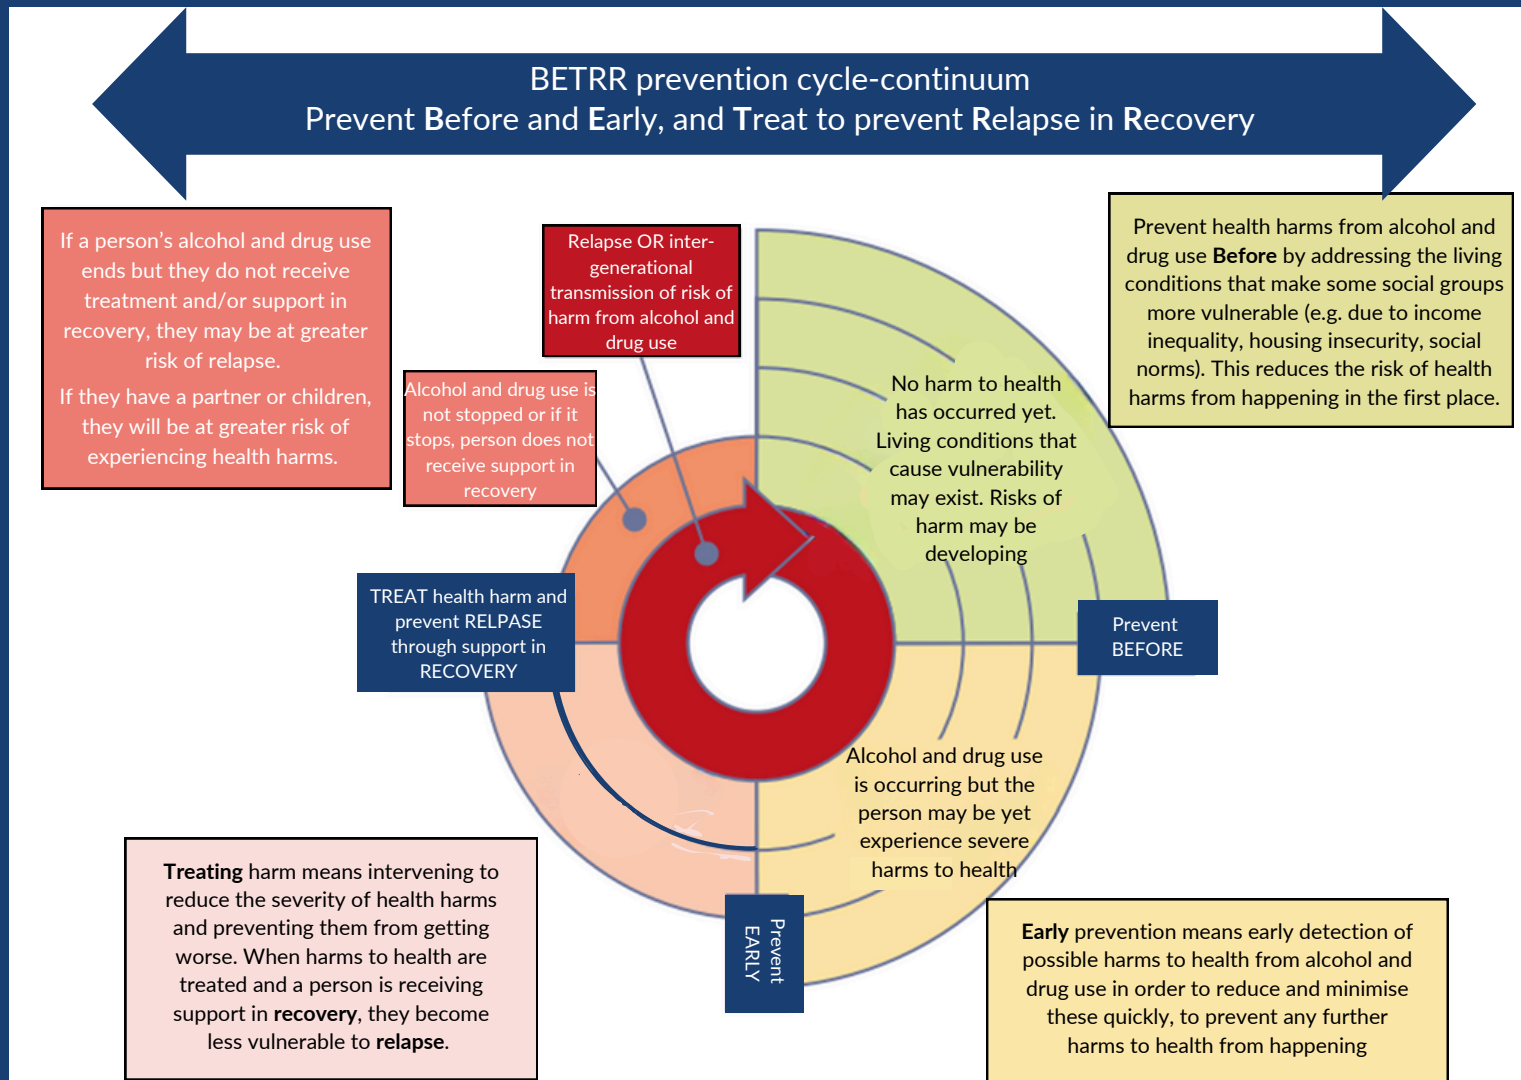 BETRR prevention cycle-continuum
Prevent Before and Early, and Treat to prevent Relapse in Recovery
If a person’s alcohol and drug use
ends but they do not receive
treatment and/or support in
recovery, they may be at greater
risk of relapse.
If they have a partner or children,
they will be at greater risk of
experiencing health harms.
Relapse OR inter-
generational
transmission of risk of
harm from alcohol and
drug use
Alcohol and drug use is
not stopped or if it
stops, person does not
receive support in
recovery
Prevent health harms from alcohol and
drug use Before by addressing the living
conditions that make some social groups
more vulnerable (e.g. due to income
inequality, housing insecurity, social
norms). This reduces the risk of health
harms from happening in the first place.
No harm to health
has occurred yet.
Living conditions that
cause vulnerability
may exist. Risks of
harm may be
developing
TREAT health harm and
prevent RELPASE
through support in
RECOVERY
Prevent
BEFORE
Alcohol and drug use
is occurring but the
person may be yet
experience severe
harms to health
Prevent
EARLY
Treating harm means intervening to
reduce the severity of health harms
and preventing them from getting
worse. When harms to health are
treated and a person is receiving
support in recovery, they become
less vulnerable to relapse.
Early prevention means early detection of
possible harms to health from alcohol and
drug use in order to reduce and minimise
these quickly, to prevent any further
harms to health from happening